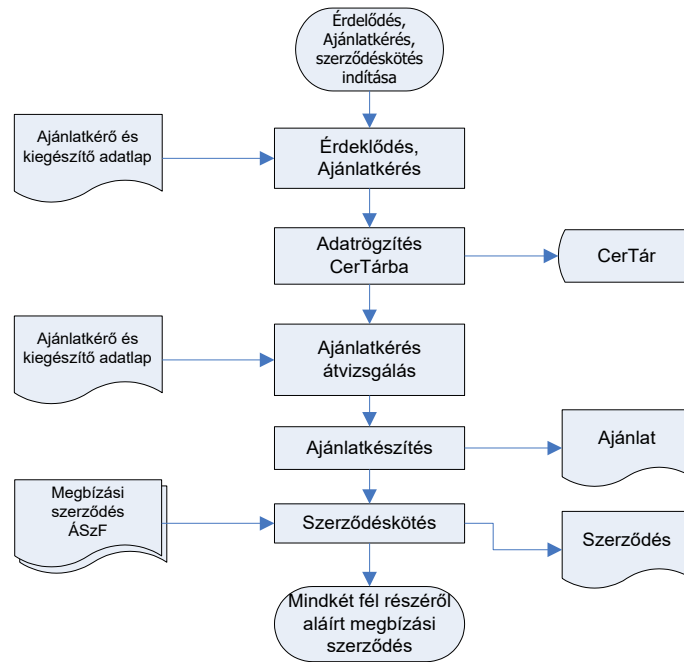 Érdelődés,
Ajánlatkérés,
szerződéskötés
indítása
Ajánlatkérő és
kiegészítő adatlap
Érdeklődés,
Ajánlatkérés
Adatrögzítés
CerTárba
CerTár
Ajánlatkérő és
kiegészítő adatlap
Ajánlatkérés
átvizsgálás
Ajánlatkészítés
Ajánlat
Megbízási
szerződés
ÁSzF
Szerződéskötés
Szerződés
Mindkét fél részéről
aláírt megbízási
szerződés